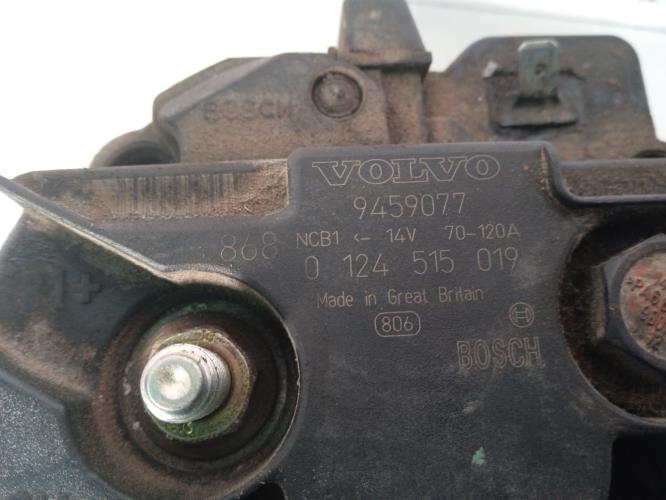 BOSCH
VOLVO
9459077
868 NCB1 <- 14V 70-120A
0 124 515 019
Made in Great Britain
806
BOSCH
+